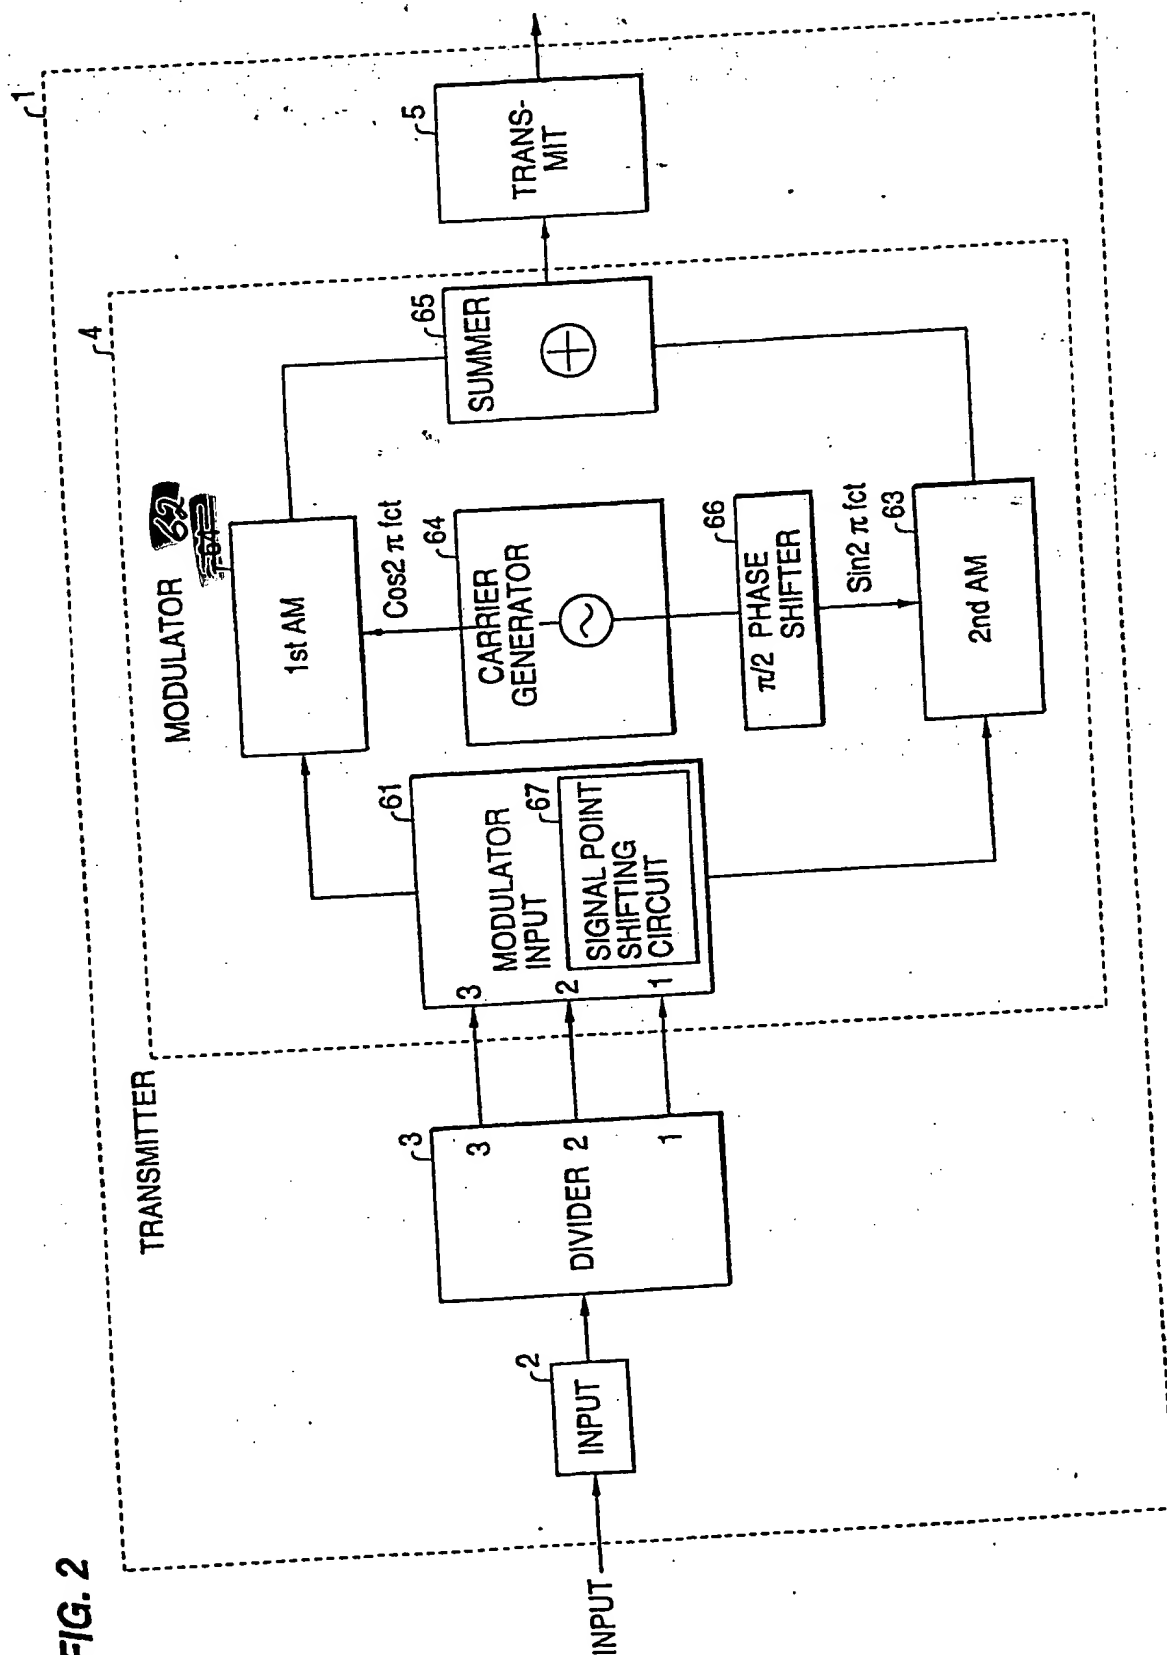 FIG. 2
1
TRANSMITTER
4
MODULATOR
INPUT
2
INPUT
3
DIVIDER
3
2
1
61
MODULATOR
INPUT
3
2
1
67
SIGNAL POINT
SHIFTING
CIRCUIT
62
1st AM
Cos2 π fct
64
CARRIER
GENERATOR
66
π/2 PHASE
SHIFTER
Sin2 π fct
63
2nd AM
65
SUMMER
5
TRANS-
MIT